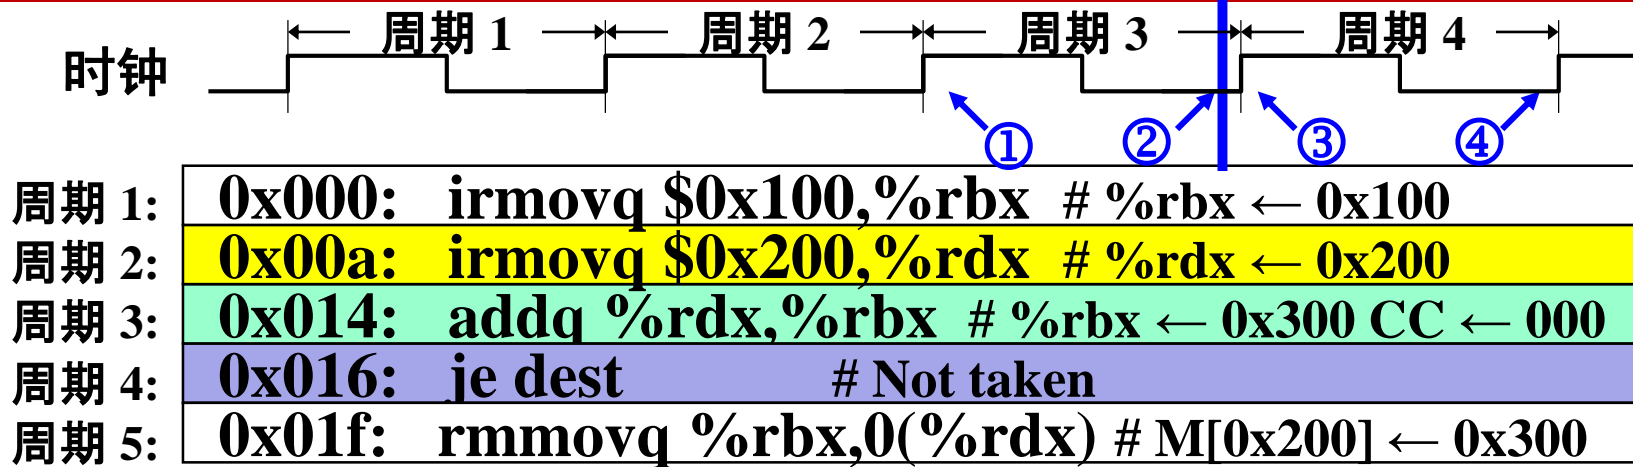 周期 1 周期 2 周期 3 周期 4
时钟
① ② ③ ④
周期 1: 0x000: irmovq $0x100,%rbx # %rbx ← 0x100
周期 2: 0x00a: irmovq $0x200,%rdx # %rdx ← 0x200
周期 3: 0x014: addq %rdx,%rbx # %rbx ← 0x300 CC ← 000
周期 4: 0x016: je dest # Not taken
周期 5: 0x01f: rmmovq %rbx,0(%rdx) # M[0x200] ← 0x300